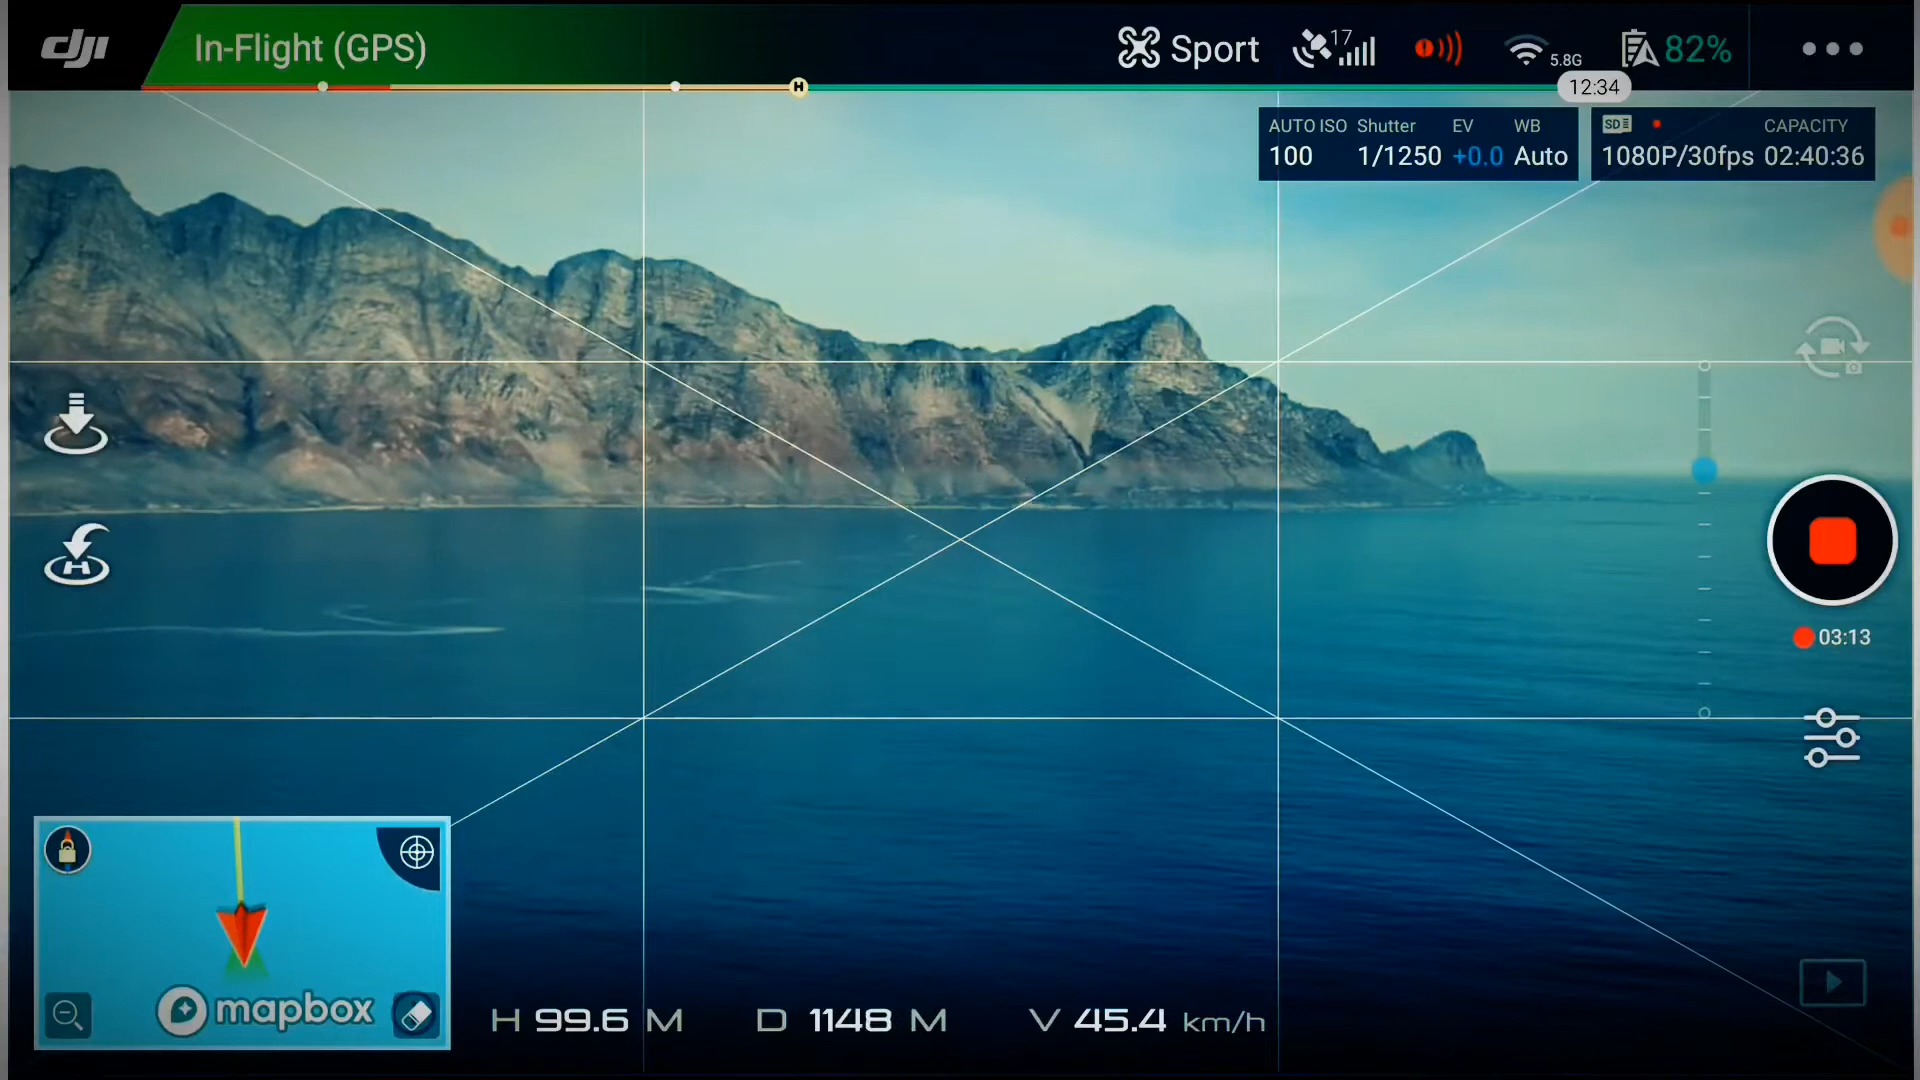 dji In-Flight (GPS) Sport 17 5.8G 82% •••
H 12:34
AUTO ISO Shutter EV WB SD CAPACITY
100 1/1250 +0.0 Auto 1080P/30fps 02:40:36
H
03:13
mapbox
H 99.6 M D 1148 M V 45.4 km/h